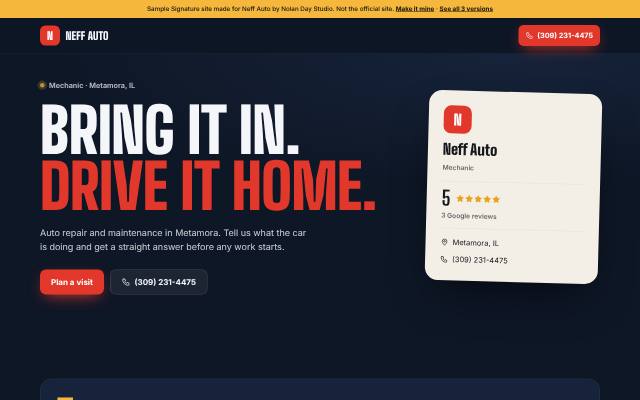 Sample Signature site made for Neff Auto by Nolan Day Studio. Not the official site. Make it mine · See all 3 versions
N NEFF AUTO
(309) 231-4475
Mechanic · Metamora, IL
BRING IT IN.
DRIVE IT HOME.
Auto repair and maintenance in Metamora. Tell us what the car
is doing and get a straight answer before any work starts.
Plan a visit
(309) 231-4475
N
Neff Auto
Mechanic
5 ★★★★★
3 Google reviews
Metamora, IL
(309) 231-4475